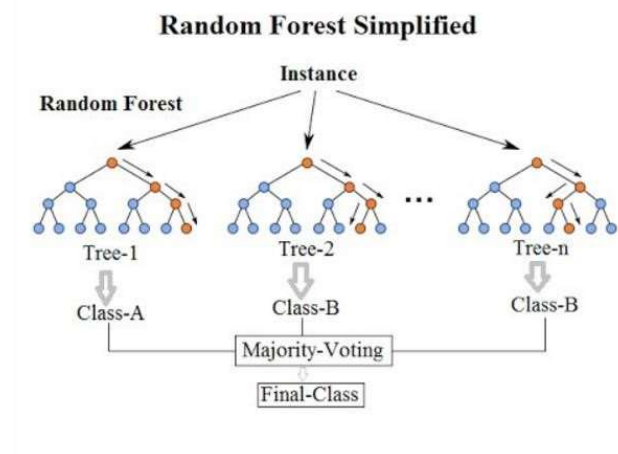 Random Forest Simplified
Instance
Random Forest
...
Tree-1
Tree-2
Tree-n
Class-A
Class-B
Class-B
Majority-Voting
Final-Class